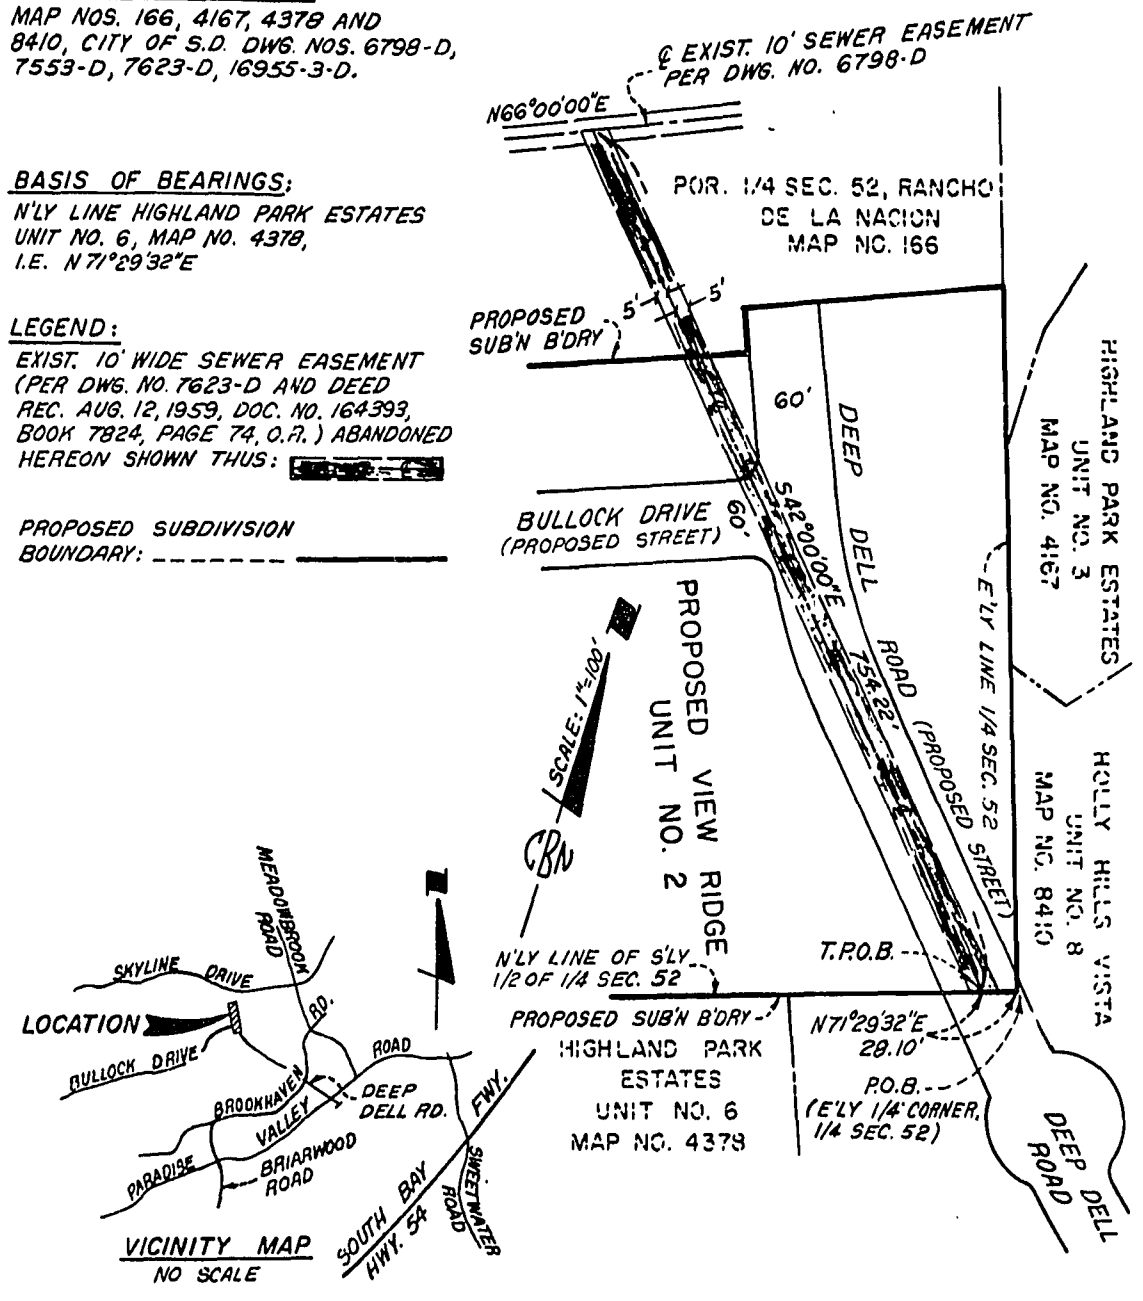 MAP NOS. 166, 4167, 4378 AND
8410, CITY OF S.D. DWG. NOS. 6798-D,
7553-D, 7623-D, 16955-3-D.
BASIS OF BEARINGS:
N'LY LINE HIGHLAND PARK ESTATES
UNIT NO. 6, MAP NO. 4378,
I.E. N 71°29'32"E
LEGEND:
EXIST. 10' WIDE SEWER EASEMENT
(PER DWG. NO. 7623-D AND DEED
REC. AUG. 12, 1959, DOC. NO. 164393,
BOOK 7824, PAGE 74, O.R.) ABANDONED
HEREON SHOWN THUS:
PROPOSED SUBDIVISION
BOUNDARY:
℄ EXIST. 10' SEWER EASEMENT
PER DWG. NO. 6798-D
N66°00'00"E
POR. 1/4 SEC. 52, RANCHO
DE LA NACION
MAP NO. 166
5'
5'
PROPOSED
SUB'N B'DRY
60'
DEEP DELL ROAD (PROPOSED STREET)
HIGHLAND PARK ESTATES
UNIT NO. 3
MAP NO. 4167
BULLOCK DRIVE
(PROPOSED STREET)
60'
S42°00'00"E
754.22'
E'LY LINE 1/4 SEC. 52
PROPOSED VIEW RIDGE
UNIT NO. 2
SCALE: 1"=100'
CBN
HOLLY HILLS VISTA
UNIT NO. 8
MAP NO. 8410
N'LY LINE OF S'LY
1/2 OF 1/4 SEC. 52
T.P.O.B.
PROPOSED SUB'N B'DRY
HIGHLAND PARK
ESTATES
UNIT NO. 6
MAP NO. 4378
N71°29'32"E
28.10'
P.O.B.
(E'LY 1/4 CORNER,
1/4 SEC. 52)
DEEP DELL
ROAD
MEADOWBROOK
ROAD
SKYLINE DRIVE
RD.
LOCATION
BULLOCK DRIVE
BROOKHAVEN
ROAD
DEEP
DELL RD.
VALLEY
PARADISE
BRIARWOOD
ROAD
FWY.
SOUTH BAY
HWY. 54
SWEETWATER
ROAD
VICINITY MAP
NO SCALE